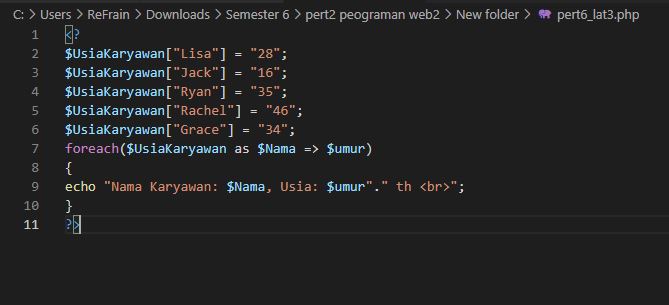 C: > Users > ReFrain > Downloads > Semester 6 > pert2 peograman web2 > New folder > pert6_lat3.php
1 <?
2 $UsiaKaryawan["Lisa"] = "28";
3 $UsiaKaryawan["Jack"] = "16";
4 $UsiaKaryawan["Ryan"] = "35";
5 $UsiaKaryawan["Rachel"] = "46";
6 $UsiaKaryawan["Grace"] = "34";
7 foreach($UsiaKaryawan as $Nama => $umur)
8 {
9 echo "Nama Karyawan: $Nama, Usia: $umur"." th <br>";
10 }
11 ?>